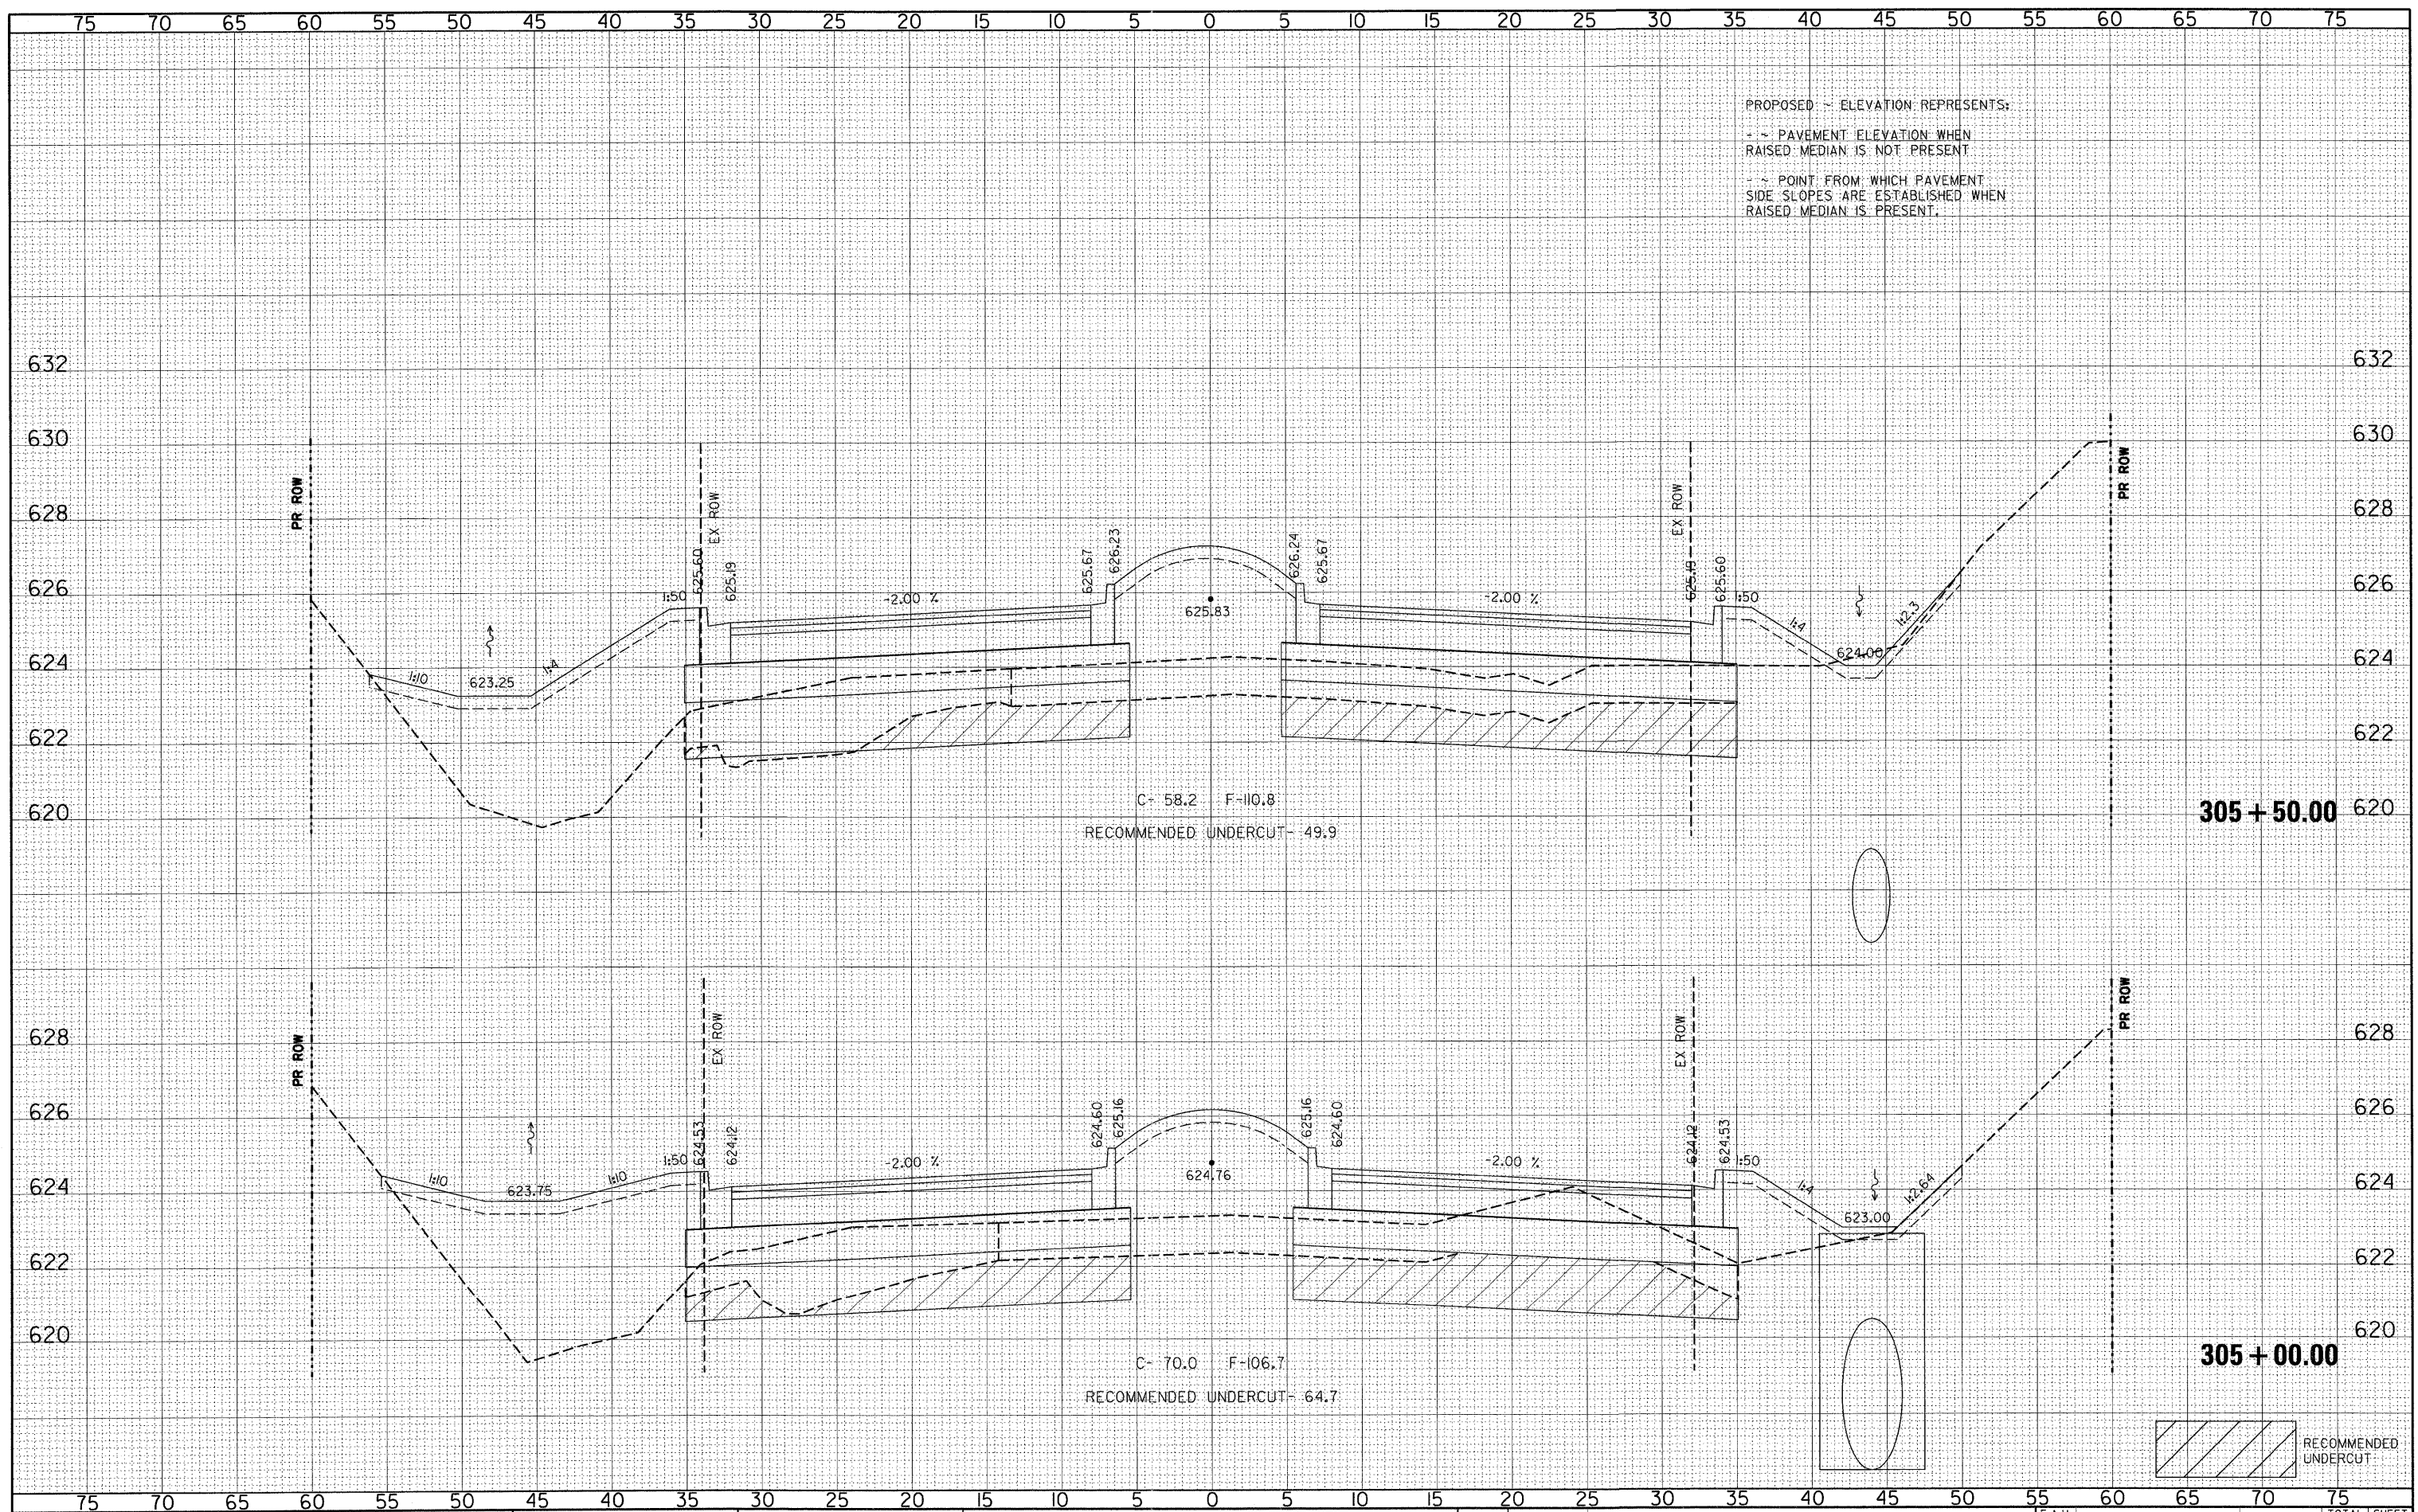 75 70 65 60 55 50 45 40 35 30 25 20 15 10 5 0 5 10 15 20 25 30 35 40 45 50 55 60 65 70 75
PROPOSED ~ ELEVATION REPRESENTS:
- ~ PAVEMENT ELEVATION WHEN
RAISED MEDIAN IS NOT PRESENT
- ~ POINT FROM WHICH PAVEMENT
SIDE SLOPES ARE ESTABLISHED WHEN
RAISED MEDIAN IS PRESENT.
632 632
630 630
PR ROW
EX ROW
EX ROW
PR ROW
628 628
626 626
625.60
625.19
625.67
626.23
626.24
625.67
625.19
625.60
1:50
-2.00 %
625.83
-2.00 %
1:50
1:10
623.25
1:4
1:4
624.00
1:2.3
624 624
622 622
620 620
C- 58.2 F-110.8
RECOMMENDED UNDERCUT- 49.9
305 + 50.00
PR ROW
EX ROW
EX ROW
PR ROW
628 628
626 626
624.53
624.12
624.60
625.16
625.16
624.60
624.12
624.53
1:10
623.75
1:10
1:50
-2.00 %
624.76
-2.00 %
1:50
1:4
623.00
1:2.64
624 624
622 622
620 620
C- 70.0 F-106.7
RECOMMENDED UNDERCUT- 64.7
305 + 00.00
RECOMMENDED
UNDERCUT
75 70 65 60 55 50 45 40 35 30 25 20 15 10 5 0 5 10 15 20 25 30 35 40 45 50 55 60 65 70 75
TOTAL SHEET